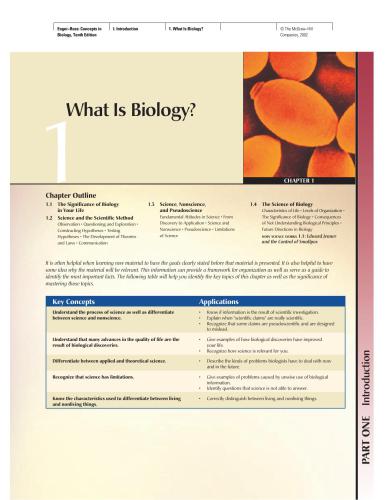 Enger−Ross: Concepts in
Biology, Tenth Edition
I. Introduction
1. What Is Biology?
© The McGraw−Hill
Companies, 2002
What Is Biology?
1
CHAPTER 1
Chapter Outline
1.1 The Significance of Biology
in Your Life
1.2 Science and the Scientific Method
Observation • Questioning and Exploration •
Constructing Hypotheses • Testing
Hypotheses • The Development of Theories
and Laws • Communication
1.3 Science, Nonscience,
and Pseudoscience
Fundamental Attitudes in Science • From
Discovery to Application • Science and
Nonscience • Pseudoscience • Limitations
of Science
1.4 The Science of Biology
Characteristics of Life • Levels of Organization •
The Significance of Biology • Consequences
of Not Understanding Biological Principles •
Future Directions in Biology
HOW SCIENCE WORKS 1.1: Edward Jenner
and the Control of Smallpox
It is often helpful when learning new material to have the goals clearly stated before that material is presented. It is also helpful to have
some idea why the material will be relevant. This information can provide a framework for organization as well as serve as a guide to
identify the most important facts. The following table will help you identify the key topics of this chapter as well as the significance of
mastering those topics.
Key Concepts
Applications
Understand the process of science as well as differentiate
between science and nonscience.
• Know if information is the result of scientific investigation.
• Explain when "scientific claims" are really scientific.
• Recognize that some claims are pseudoscientific and are designed
to mislead.
Understand that many advances in the quality of life are the
result of biological discoveries.
• Give examples of how biological discoveries have improved
your life.
• Recognize how science is relevant for you.
Differentiate between applied and theoretical science.
• Describe the kinds of problems biologists have to deal with now
and in the future.
Recognize that science has limitations.
• Give examples of problems caused by unwise use of biological
information.
• Identify questions that science is not able to answer.
Know the characteristics used to differentiate between living
and nonliving things.
• Correctly distinguish between living and nonliving things.
PART ONE Introduction